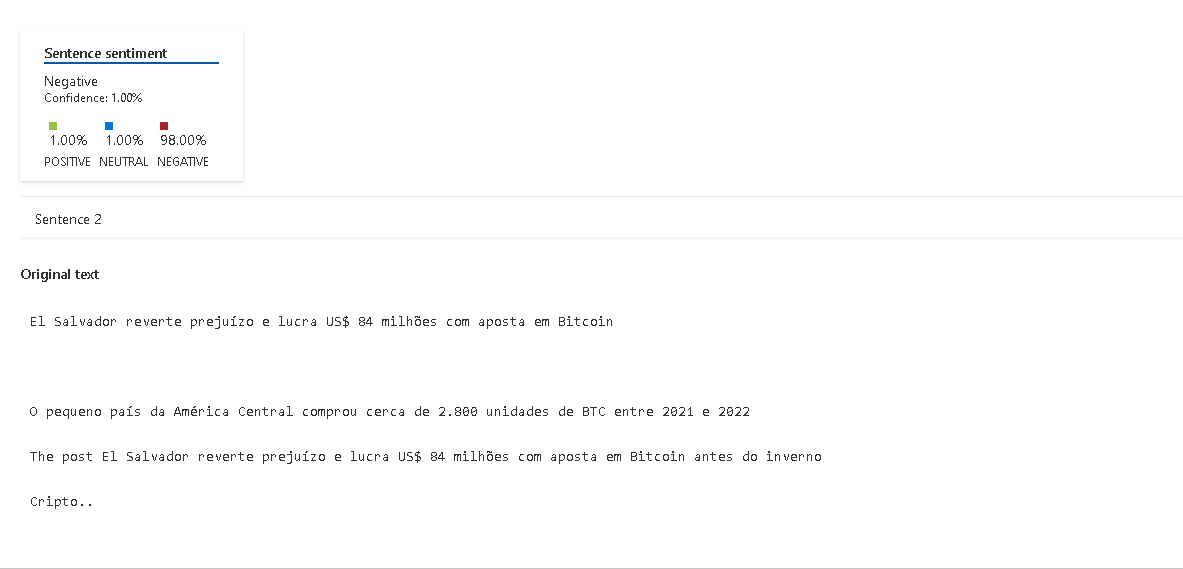 Sentence sentiment
Negative
Confidence: 1.00%
1.00% 1.00% 98.00%
POSITIVE NEUTRAL NEGATIVE
Sentence 2
Original text
El Salvador reverte prejuízo e lucra US$ 84 milhões com aposta em Bitcoin
O pequeno país da América Central comprou cerca de 2.800 unidades de BTC entre 2021 e 2022
The post El Salvador reverte prejuízo e lucra US$ 84 milhões com aposta em Bitcoin antes do inverno
Cripto..